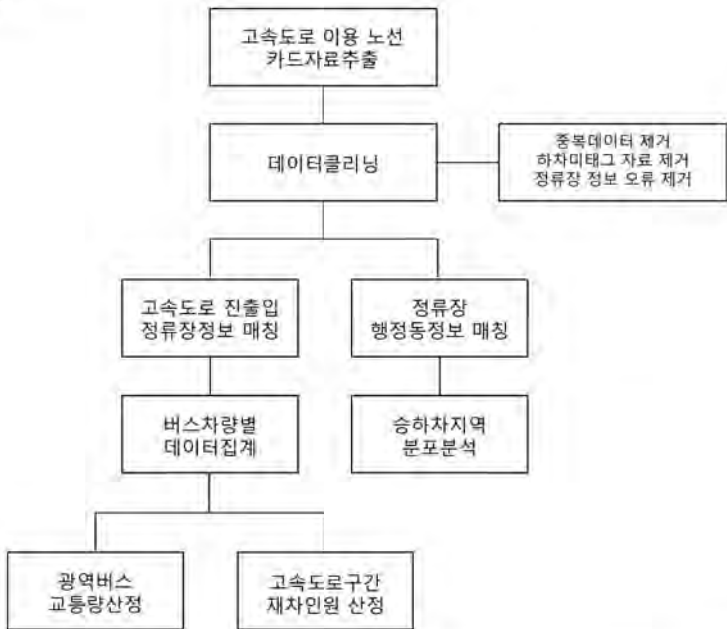 고속도로 이용 노선
카드자료추출
데이터클리닝
중복데이터 제거
하차미태그 자료 제거
정류장 정보 오류 제거
고속도로 진출입
정류장정보 매칭
정류장
행정동정보 매칭
버스차량별
데이터집계
승하차지역
분포분석
광역버스
교통량산정
고속도로구간
재차인원 산정